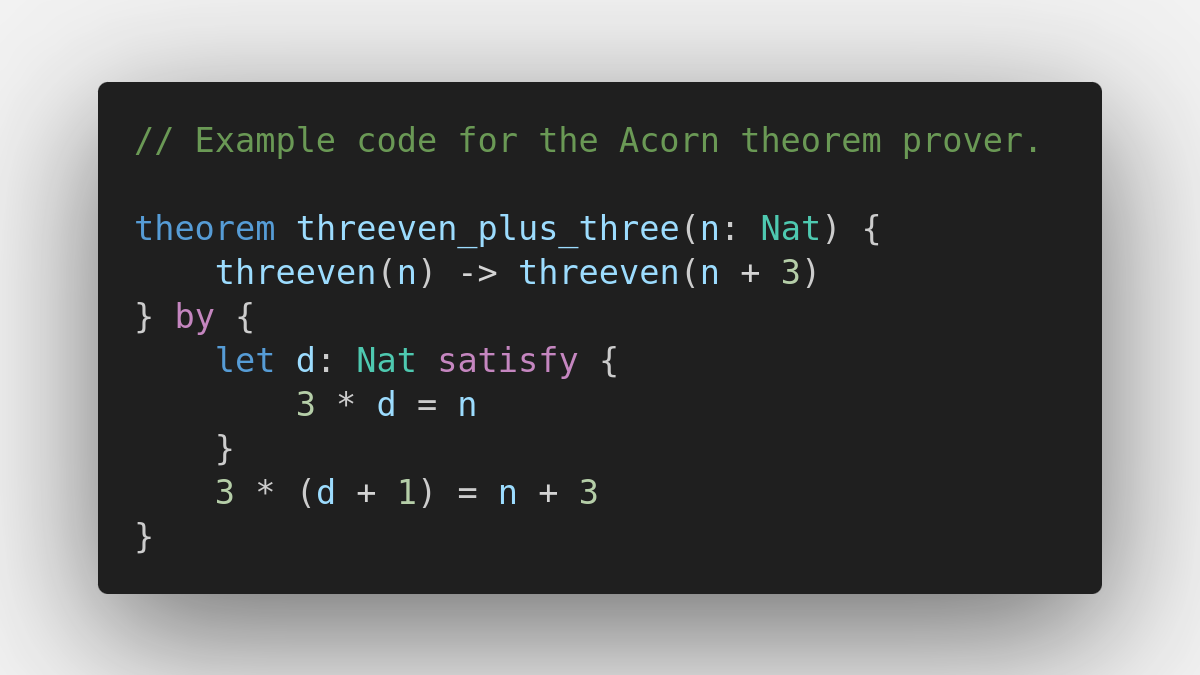 // Example code for the Acorn theorem prover.
theorem threeven_plus_three(n: Nat) {
    threeven(n) -> threeven(n + 3)
} by {
    let d: Nat satisfy {
        3 * d = n
    }
    3 * (d + 1) = n + 3
}